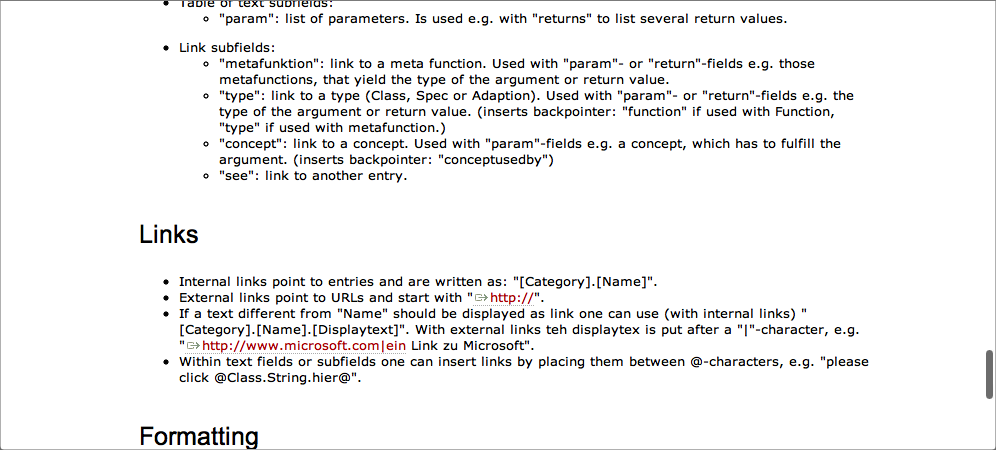 Table of text subfields:
"param": list of parameters. Is used e.g. with "returns" to list several return values.
Link subfields:
"metafunktion": link to a meta function. Used with "param"- or "return"-fields e.g. those
metafunctions, that yield the type of the argument or return value.
"type": link to a type (Class, Spec or Adaption). Used with "param"- or "return"-fields e.g. the
type of the argument or return value. (inserts backpointer: "function" if used with Function,
"type" if used with metafunction.)
"concept": link to a concept. Used with "param"-fields e.g. a concept, which has to fulfill the
argument. (inserts backpointer: "conceptusedby")
"see": link to another entry.
Links
Internal links point to entries and are written as: "[Category].[Name]".
External links point to URLs and start with "http://".
If a text different from "Name" should be displayed as link one can use (with internal links) "
[Category].[Name].[Displaytext]". With external links teh displaytex is put after a "|"-character, e.g.
"http://www.microsoft.com|ein Link zu Microsoft".
Within text fields or subfields one can insert links by placing them between @-characters, e.g. "please
click @Class.String.hier@".
Formatting